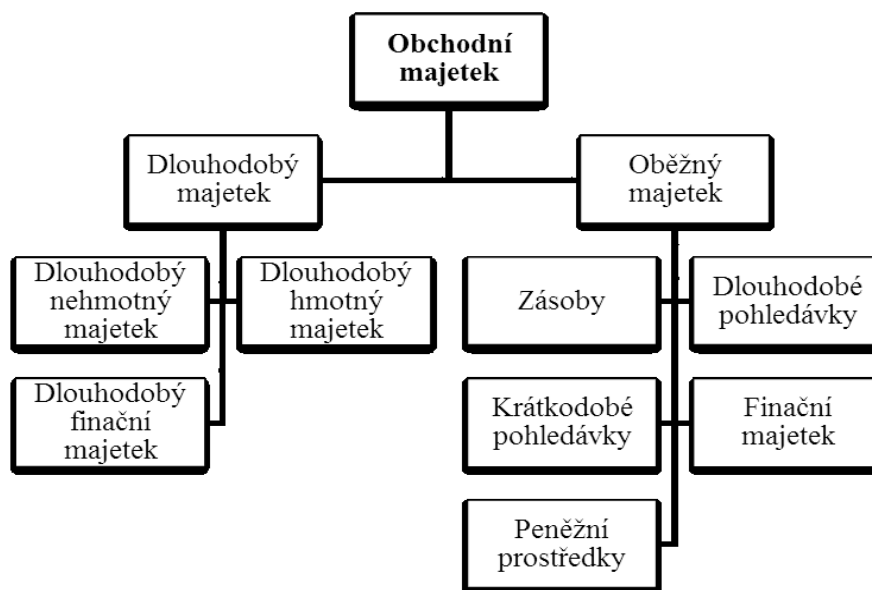 Obchodní
majetek
Dlouhodobý
majetek
Oběžný
majetek
Dlouhodobý
nehmotný
majetek
Dlouhodobý
hmotný
majetek
Zásoby
Dlouhodobé
pohledávky
Dlouhodobý
finační
majetek
Krátkodobé
pohledávky
Finační
majetek
Peněžní
prostředky